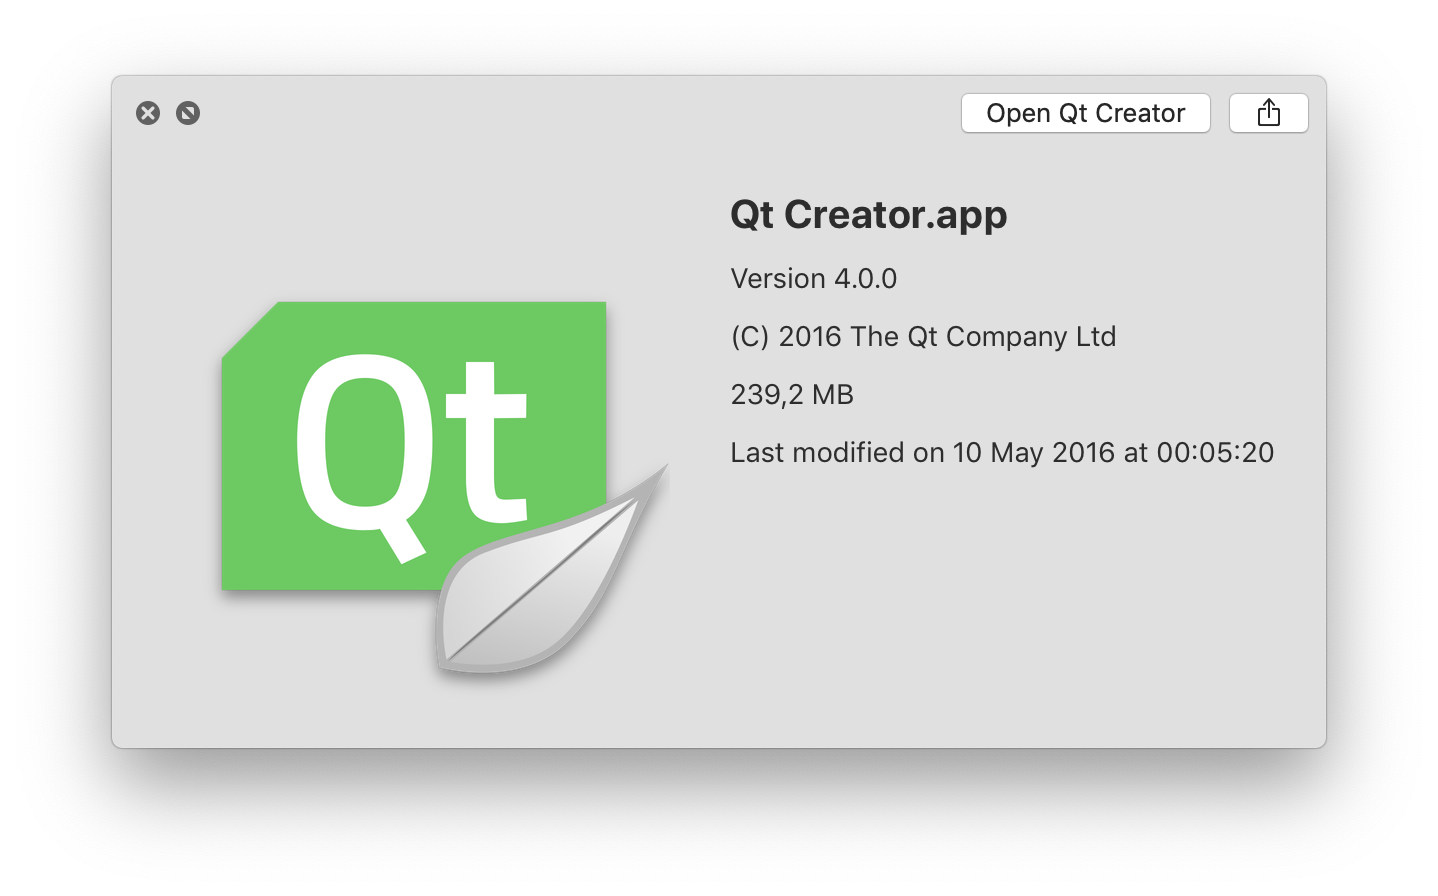 Open Qt Creator
Qt Creator.app
Version 4.0.0
(C) 2016 The Qt Company Ltd
239,2 MB
Last modified on 10 May 2016 at 00:05:20
Qt